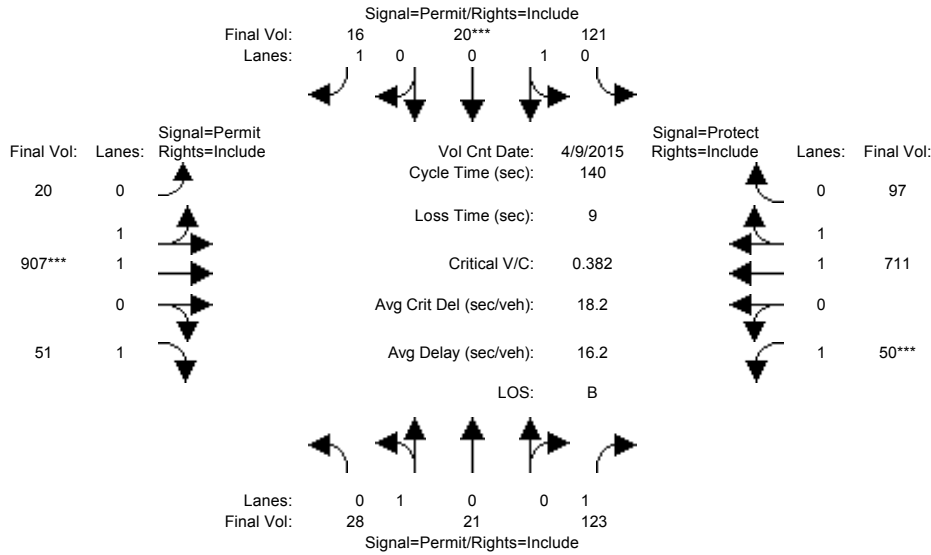 Signal=Permit/Rights=Include
Final Vol: 16 20*** 121
Lanes: 1 0 0 1 0
Signal=Permit Signal=Protect
Final Vol: Lanes: Rights=Include Vol Cnt Date: 4/9/2015 Rights=Include Lanes: Final Vol:
Cycle Time (sec): 140
20 0 0 97
Loss Time (sec): 9
1 1
907*** 1 Critical V/C: 0.382 1 711
0 Avg Crit Del (sec/veh): 18.2 0
51 1 Avg Delay (sec/veh): 16.2 1 50***
LOS: B
Lanes: 0 1 0 0 1
Final Vol: 28 21 123
Signal=Permit/Rights=Include